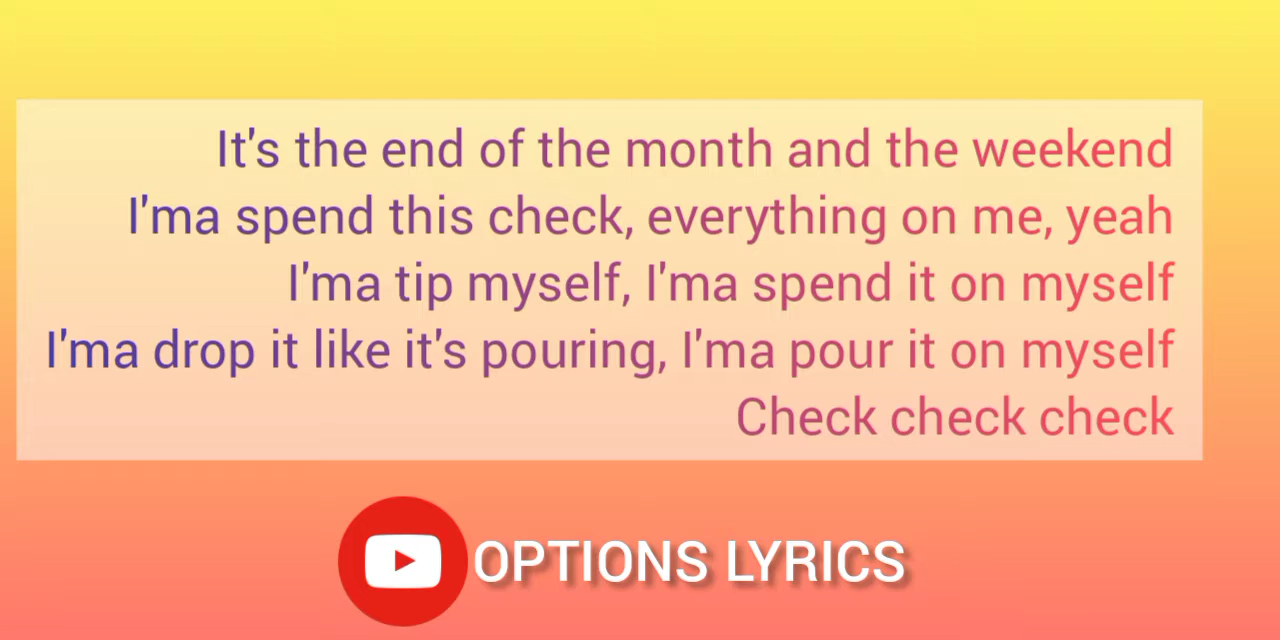 It's the end of the month and the weekend
I'ma spend this check, everything on me, yeah
I'ma tip myself, I'ma spend it on myself
I'ma drop it like it's pouring, I'ma pour it on myself
Check check check
OPTIONS LYRICS